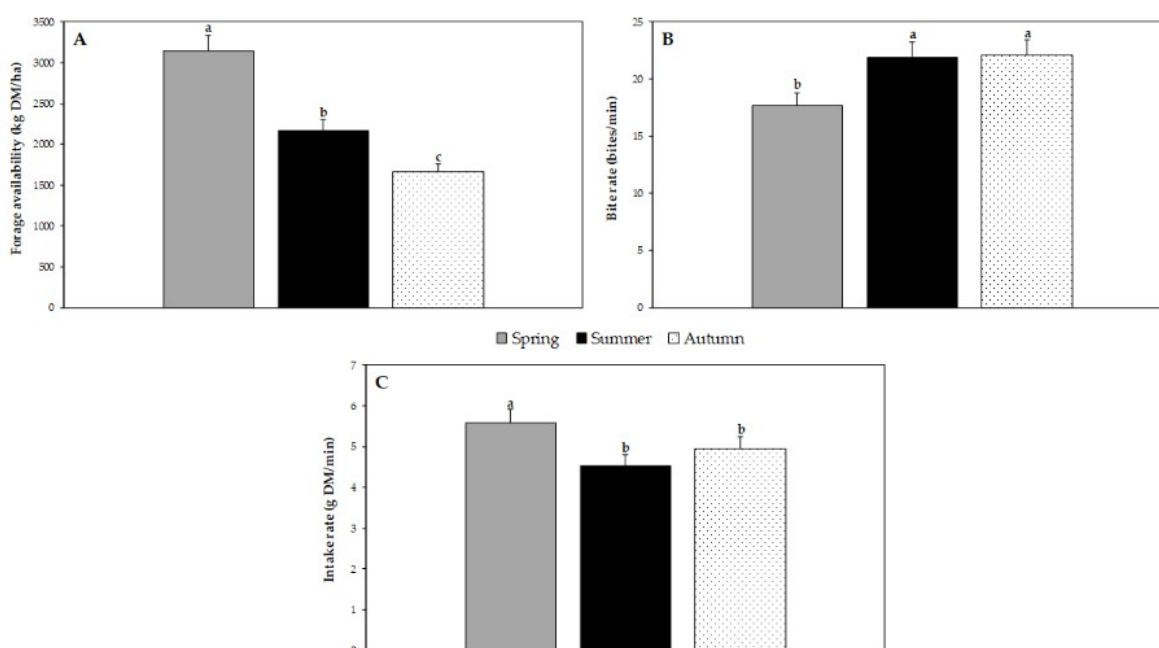 A
Forage availability (kg DM/ha)
3500
3000
2500
2000
1500
1000
500
0
a
b
c
B
Bite rate (bites/min)
25
20
15
10
5
0
b
a
a
Spring Summer Autumn
C
Intake rate (g DM/min)
7
6
5
4
3
2
1
a
b
b